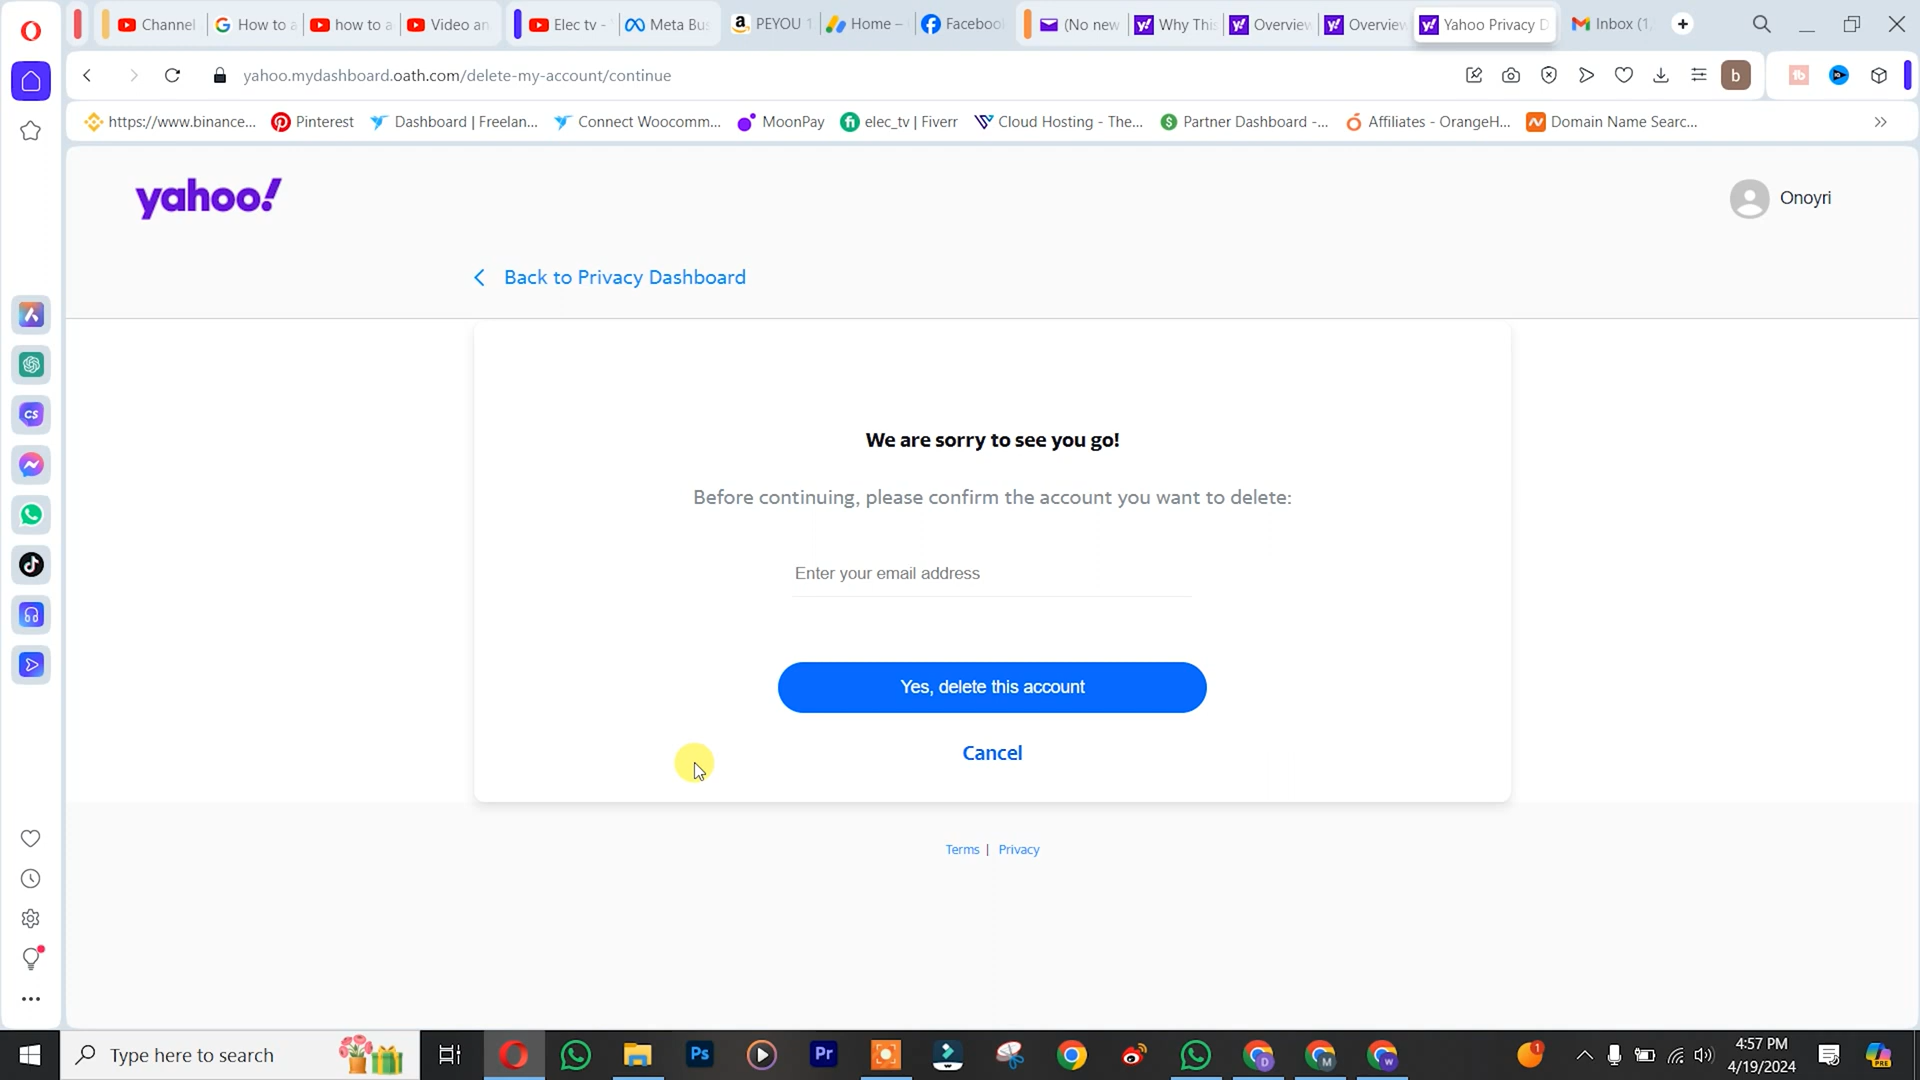 Channel
How to a
how to a
Video an
Elec tv -
Meta Bus
PEYOU 1
Home –
Facebook
(No new
Why This
Overview
Overview
Yahoo Privacy D
Inbox (1
yahoo.mydashboard.oath.com/delete-my-account/continue
b
https://www.binance...
Pinterest
Dashboard | Freelan...
Connect Woocomm...
MoonPay
elec_tv | Fiverr
Cloud Hosting - The...
Partner Dashboard -...
Affiliates - OrangeH...
Domain Name Searc...
yahoo!
Onoyri
Back to Privacy Dashboard
We are sorry to see you go!
Before continuing, please confirm the account you want to delete:
Enter your email address
Yes, delete this account
Cancel
Terms | Privacy
Type here to search
Ps
Pr
D
M
W
1
4:57 PM
4/19/2024